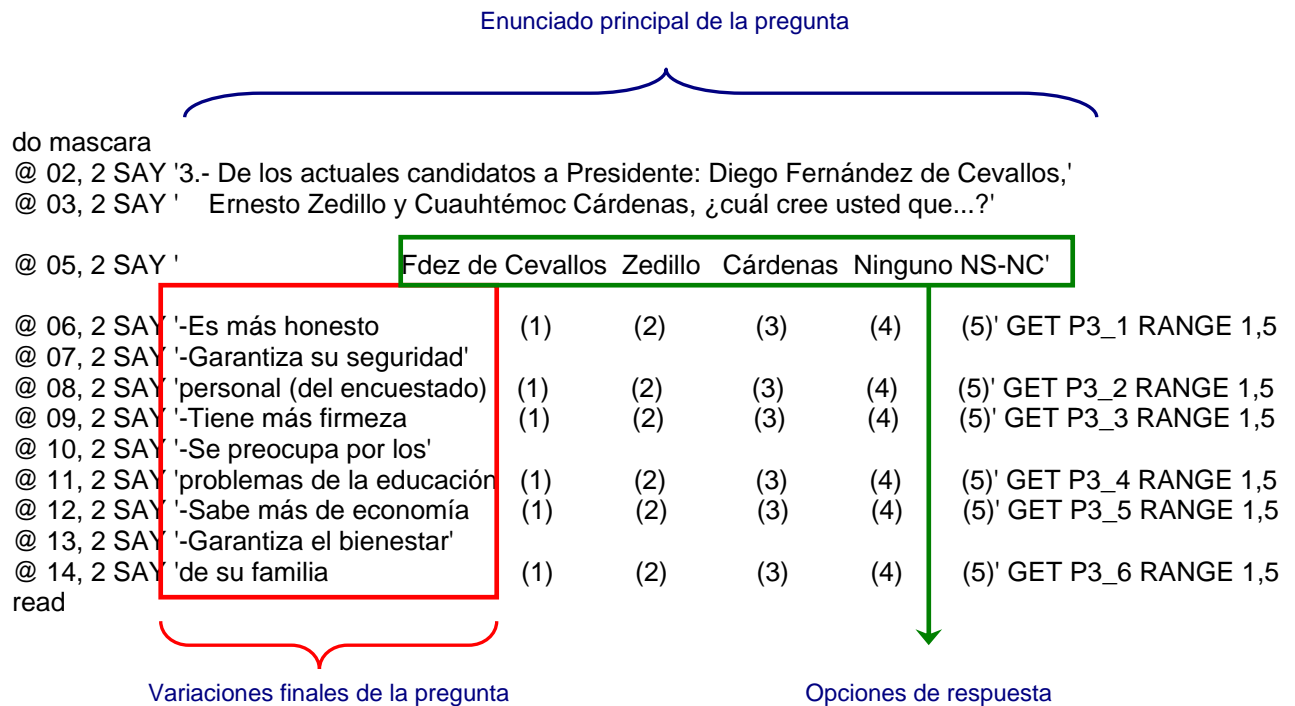 Enunciado principal de la pregunta
do mascara
@ 02, 2 SAY '3.- De los actuales candidatos a Presidente: Diego Fernández de Cevallos,'
@ 03, 2 SAY '    Ernesto Zedillo y Cuauhtémoc Cárdenas, ¿cuál cree usted que...?'
@ 05, 2 SAY '    Fdez de Cevallos  Zedillo   Cárdenas  Ninguno NS-NC'
@ 06, 2 SAY '-Es más honesto (1) (2) (3) (4) (5)' GET P3_1 RANGE 1,5
@ 07, 2 SAY '-Garantiza su seguridad'
@ 08, 2 SAY 'personal (del encuestado) (1) (2) (3) (4) (5)' GET P3_2 RANGE 1,5
@ 09, 2 SAY '-Tiene más firmeza (1) (2) (3) (4) (5)' GET P3_3 RANGE 1,5
@ 10, 2 SAY '-Se preocupa por los'
@ 11, 2 SAY 'problemas de la educación (1) (2) (3) (4) (5)' GET P3_4 RANGE 1,5
@ 12, 2 SAY '-Sabe más de economía (1) (2) (3) (4) (5)' GET P3_5 RANGE 1,5
@ 13, 2 SAY '-Garantiza el bienestar'
@ 14, 2 SAY 'de su familia (1) (2) (3) (4) (5)' GET P3_6 RANGE 1,5
read
Variaciones finales de la pregunta
Opciones de respuesta